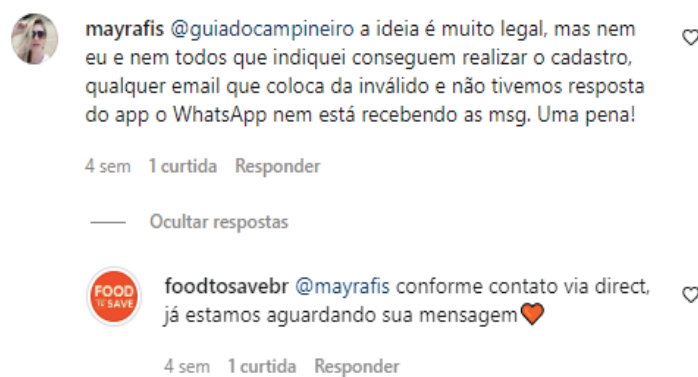 mayrafis @guiadocampineiro a ideia é muito legal, mas nem
eu e nem todos que indiquei conseguem realizar o cadastro,
qualquer email que coloca da inválido e não tivemos resposta
do app o WhatsApp nem está recebendo as msg. Uma pena!
4 sem 1 curtida Responder
Ocultar respostas
foodtosavebr @mayrafis conforme contato via direct,
já estamos aguardando sua mensagem🧡
FOOD
TO SAVE
4 sem 1 curtida Responder